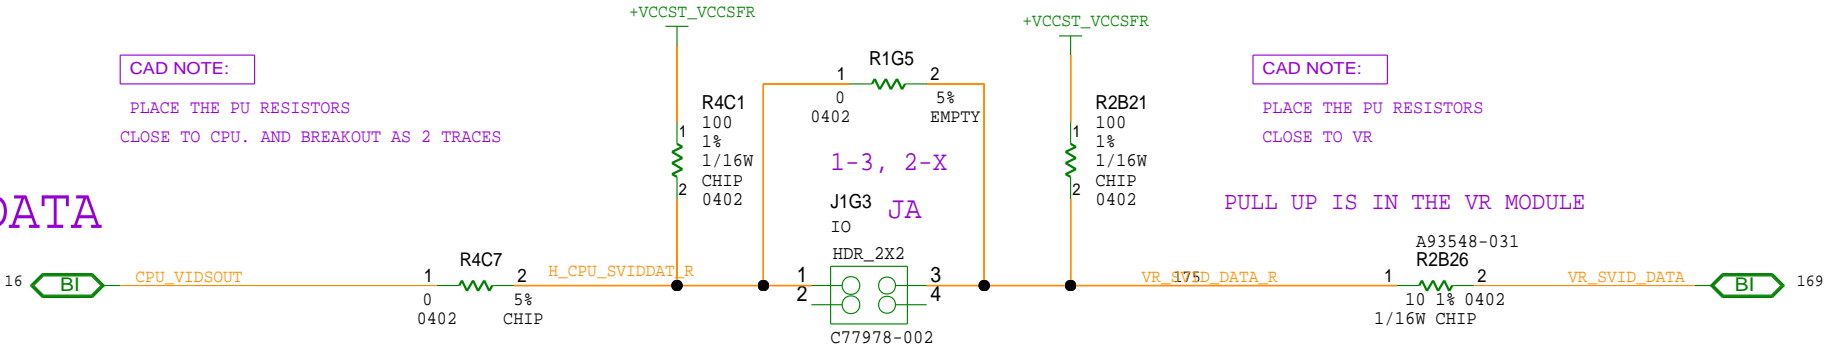 +VCCST_VCCSFR
+VCCST_VCCSFR
CAD NOTE:
PLACE THE PU RESISTORS
CLOSE TO CPU. AND BREAKOUT AS 2 TRACES
R4C1
1
100
1%
1/16W
CHIP
2
0402
R1G5
1
2
0
5%
0402
EMPTY
1-3, 2-X
J1G3
JA
IO
HDR_2X2
1
3
2
4
C77978-002
R2B21
1
100
1%
1/16W
CHIP
2
0402
CAD NOTE:
PLACE THE PU RESISTORS
CLOSE TO VR
DATA
PULL UP IS IN THE VR MODULE
16
BI
CPU_VIDSOUT
R4C7
1
2
0
5%
0402
CHIP
H_CPU_SVIDDAT_R
VR_SVID_DATA_R
175
A93548-031
R2B26
1
2
10 1% 0402
1/16W CHIP
VR_SVID_DATA
BI
169